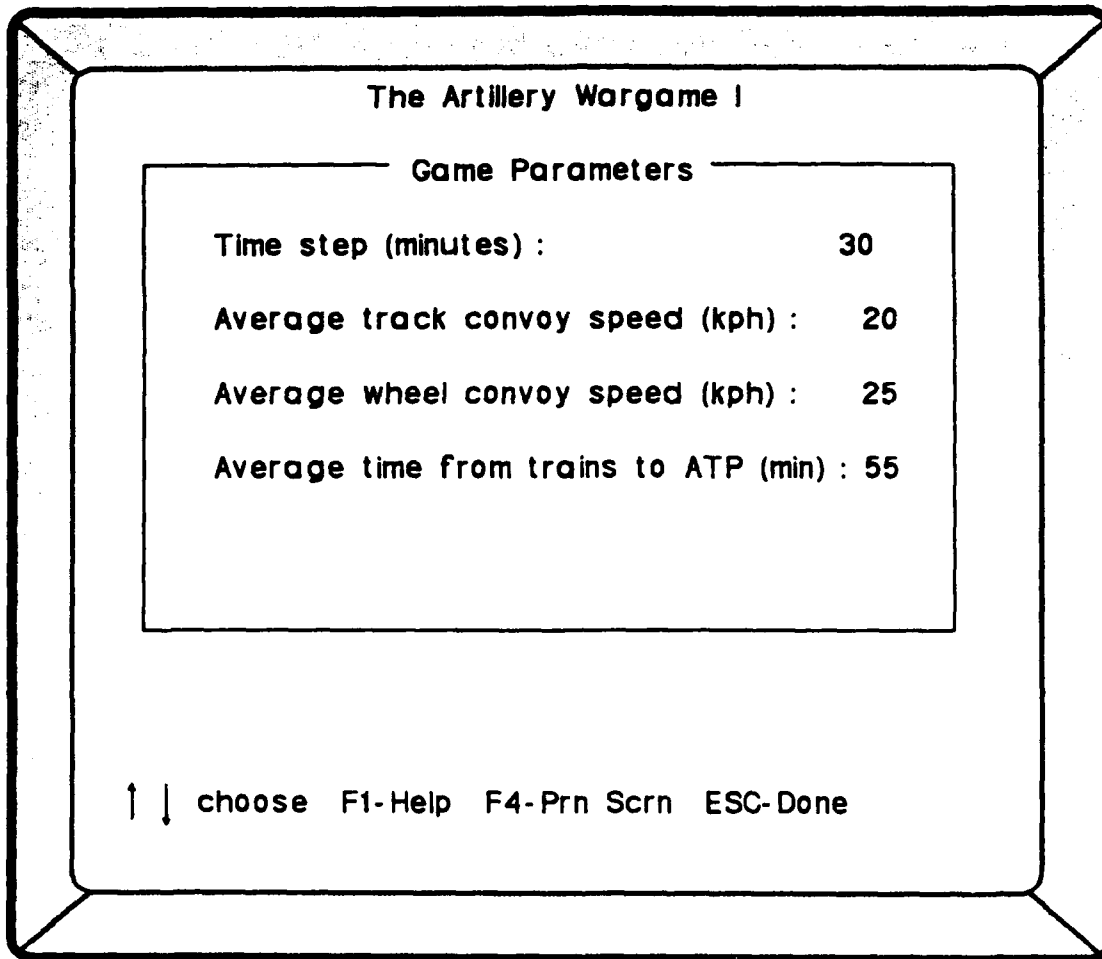 The Artillery Wargame I
Game Parameters
Time step (minutes) : 30
Average track convoy speed (kph) : 20
Average wheel convoy speed (kph) : 25
Average time from trains to ATP (min) : 55
↑ ↓ choose F1-Help F4-Prn Scrn ESC-Done